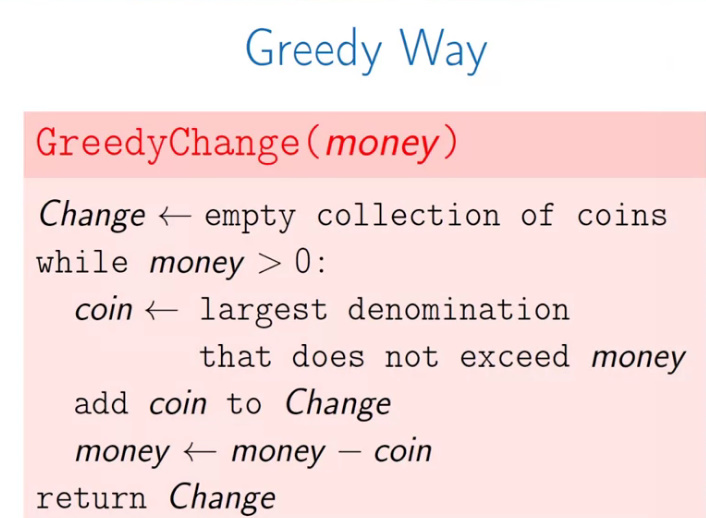 Greedy Way
GreedyChange(money)
Change ← empty collection of coins
while money > 0:
coin ← largest denomination
that does not exceed money
add coin to Change
money ← money − coin
return Change